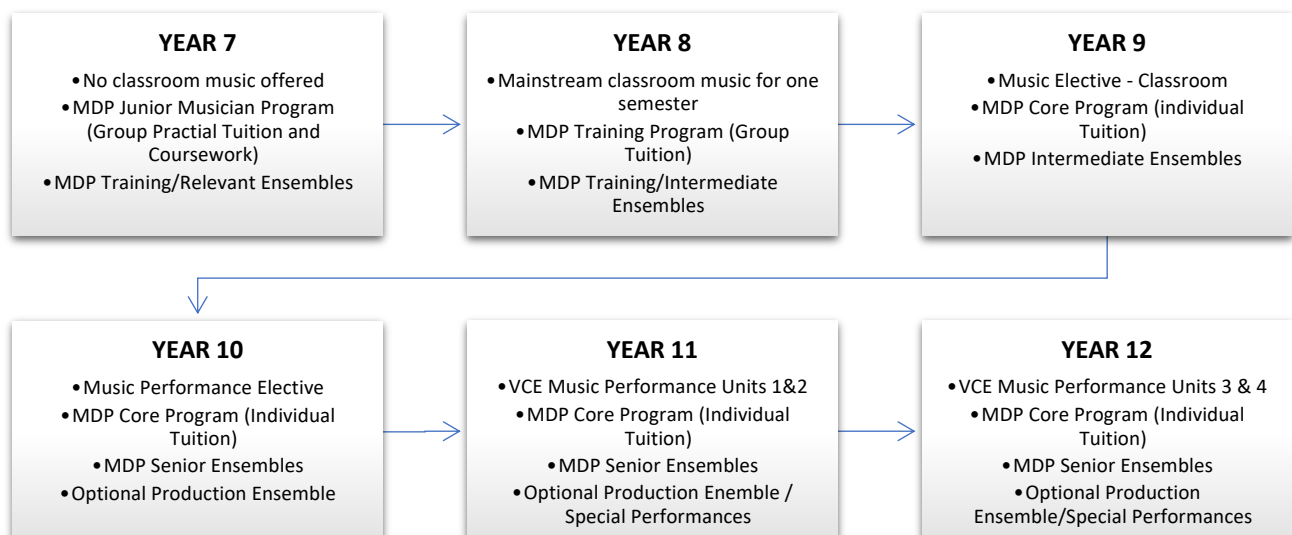 YEAR 7
•No classroom music offered
•MDP Junior Musician Program
(Group Practial Tuition and
Coursework)
•MDP Training/Relevant Ensembles
YEAR 8
•Mainstream classroom music for one
semester
•MDP Training Program (Group
Tuition)
•MDP Training/Intermediate
Ensembles
YEAR 9
•Music Elective - Classroom
•MDP Core Program (individual
Tuition)
•MDP Intermediate Ensembles
YEAR 10
•Music Performance Elective
•MDP Core Program (Individual
Tuition)
•MDP Senior Ensembles
•Optional Production Ensemble
YEAR 11
•VCE Music Performance Units 1&2
•MDP Core Program (Individual
Tuition)
•MDP Senior Ensembles
•Optional Production Enemble /
Special Performances
YEAR 12
•VCE Music Performance Units 3 & 4
•MDP Core Program (Individual
Tuition)
•MDP Senior Ensembles
•Optional Production
Ensemble/Special Performances